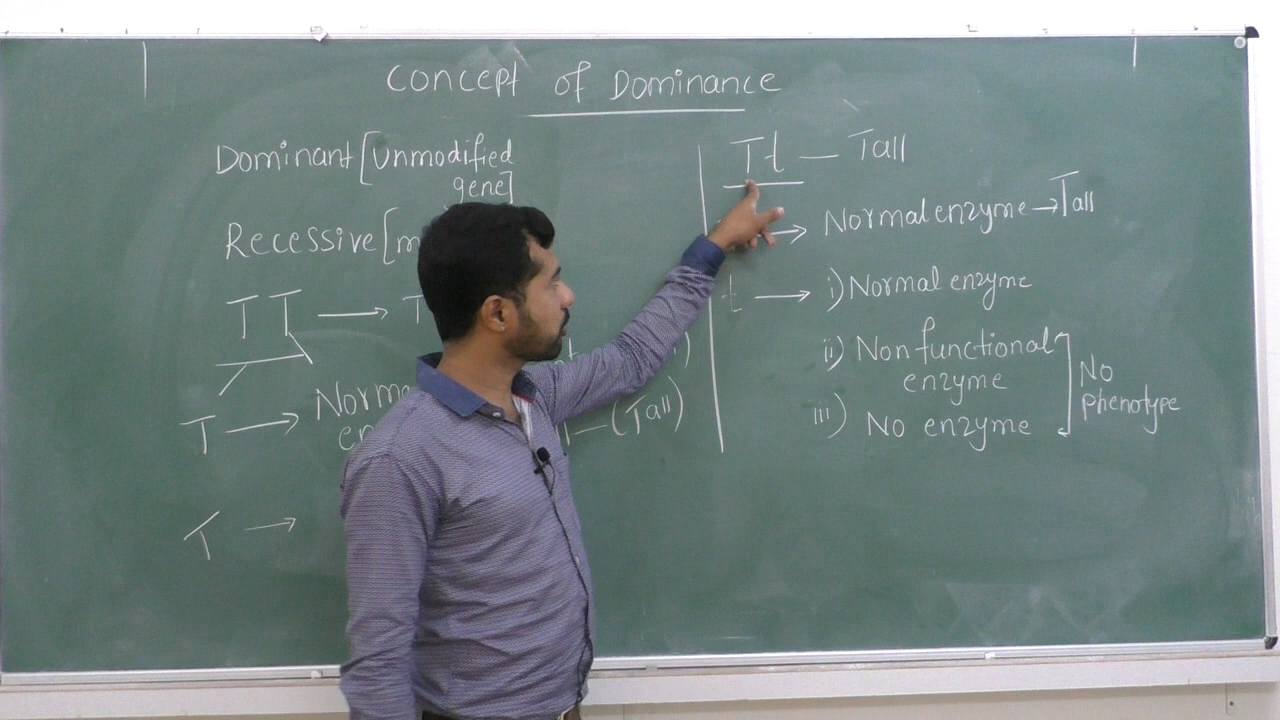 Concept of Dominance
Dominant [Unmodified
gene]
Recessive [m
TT → T
T → Norma
en
(Tall)
T →
Tt — Tall
→ Normal enzyme → Tall
t → i) Normal enzyme
ii) Non functional
enzyme
iii) No enzyme
No
phenotype